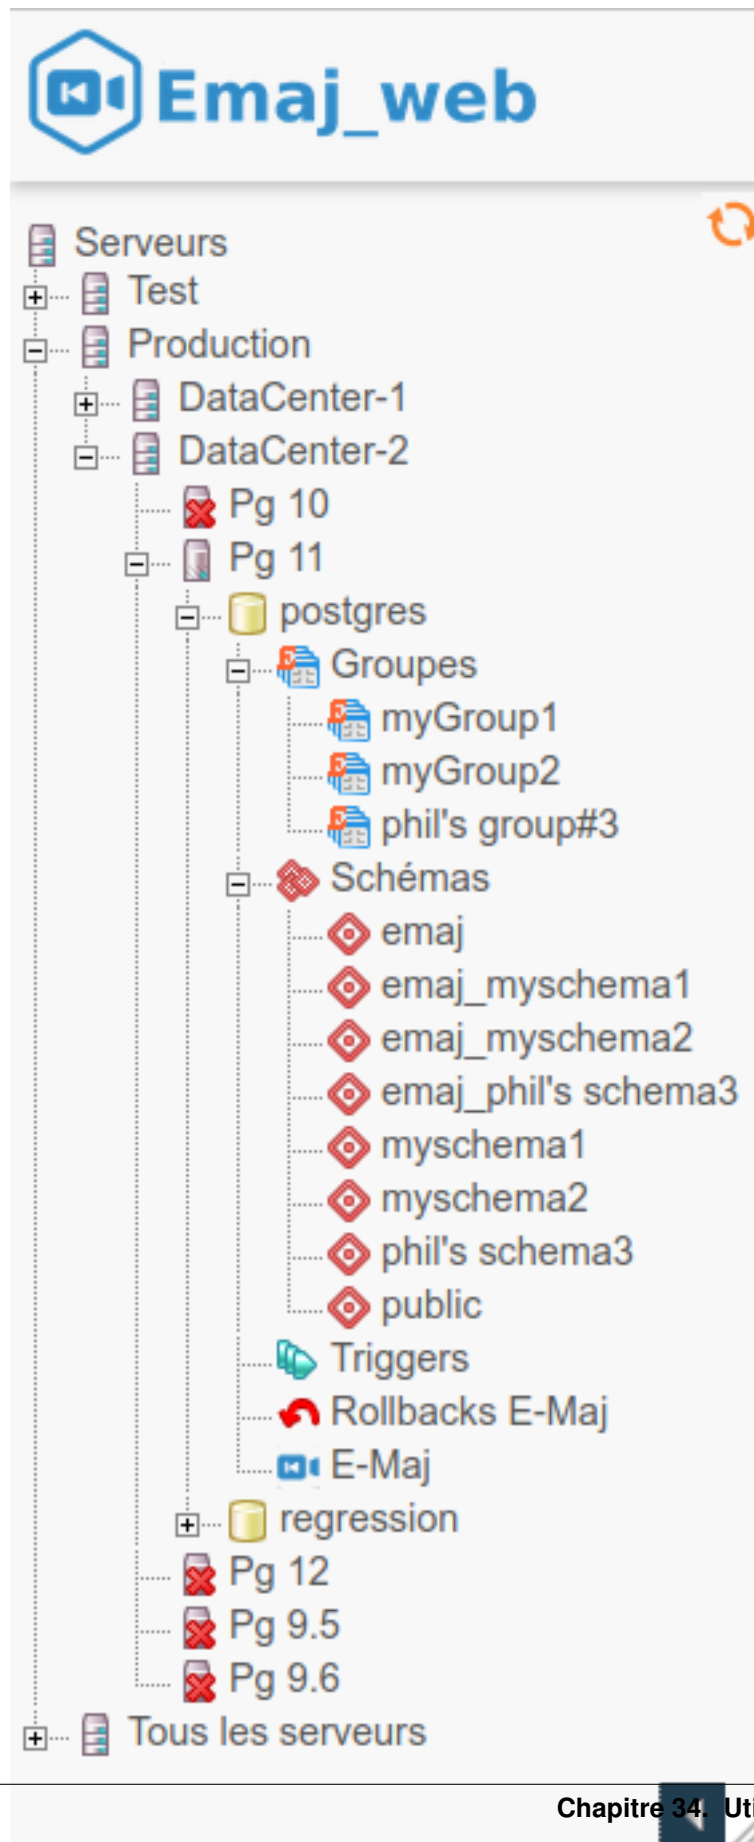 Emaj_web
Serveurs
Test
Production
DataCenter-1
DataCenter-2
Pg 10
Pg 11
postgres
Groupes
myGroup1
myGroup2
phil's group#3
Schémas
emaj
emaj_myschema1
emaj_myschema2
emaj_phil's schema3
myschema1
myschema2
phil's schema3
public
Triggers
Rollbacks E-Maj
E-Maj
regression
Pg 12
Pg 9.5
Pg 9.6
Tous les serveurs
Chapitre 34.